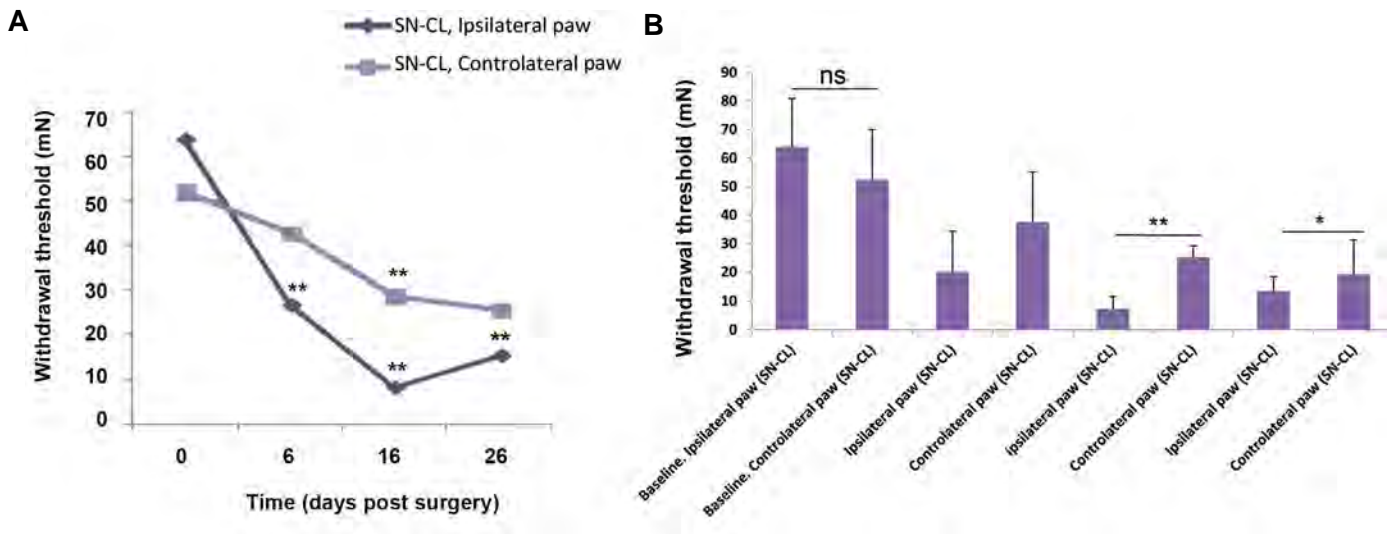 A
SN-CL, Ipsilateral paw
SN-CL, Controlateral paw
Withdrawal threshold (mN)
70
60
50
40
30
20
10
0
**
**
**
**
0 6 16 26
Time (days post surgery)
B
Withdrawal threshold (mN)
90
80
70
60
50
40
30
20
10
0
ns
**
*
Baseline. Ipsilateral paw (SN-CL)
Baseline. Controlateral paw (SN-CL)
Ipsilateral paw (SN-CL)
Controlateral paw (SN-CL)
Ipsilateral paw (SN-CL)
Controlateral paw (SN-CL)
Ipsilateral paw (SN-CL)
Controlateral paw (SN-CL)